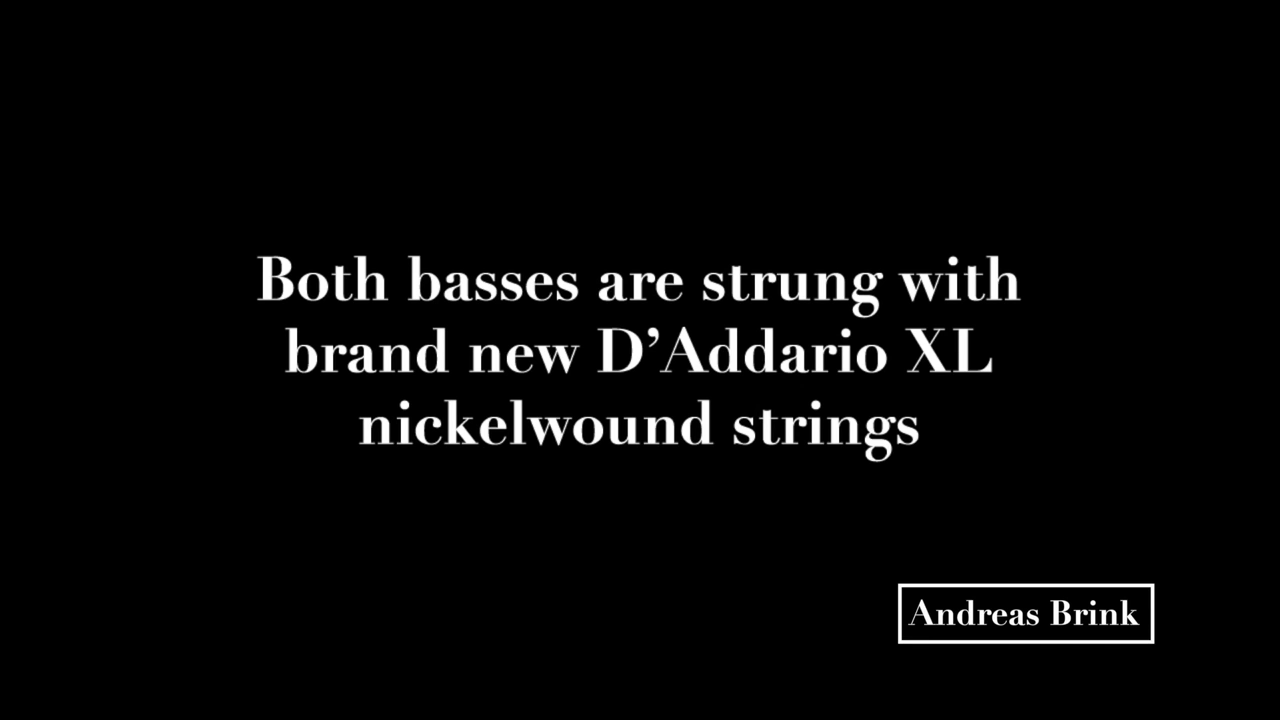 Both basses are strung with
brand new D’Addario XL
nickelwound strings
Andreas Brink